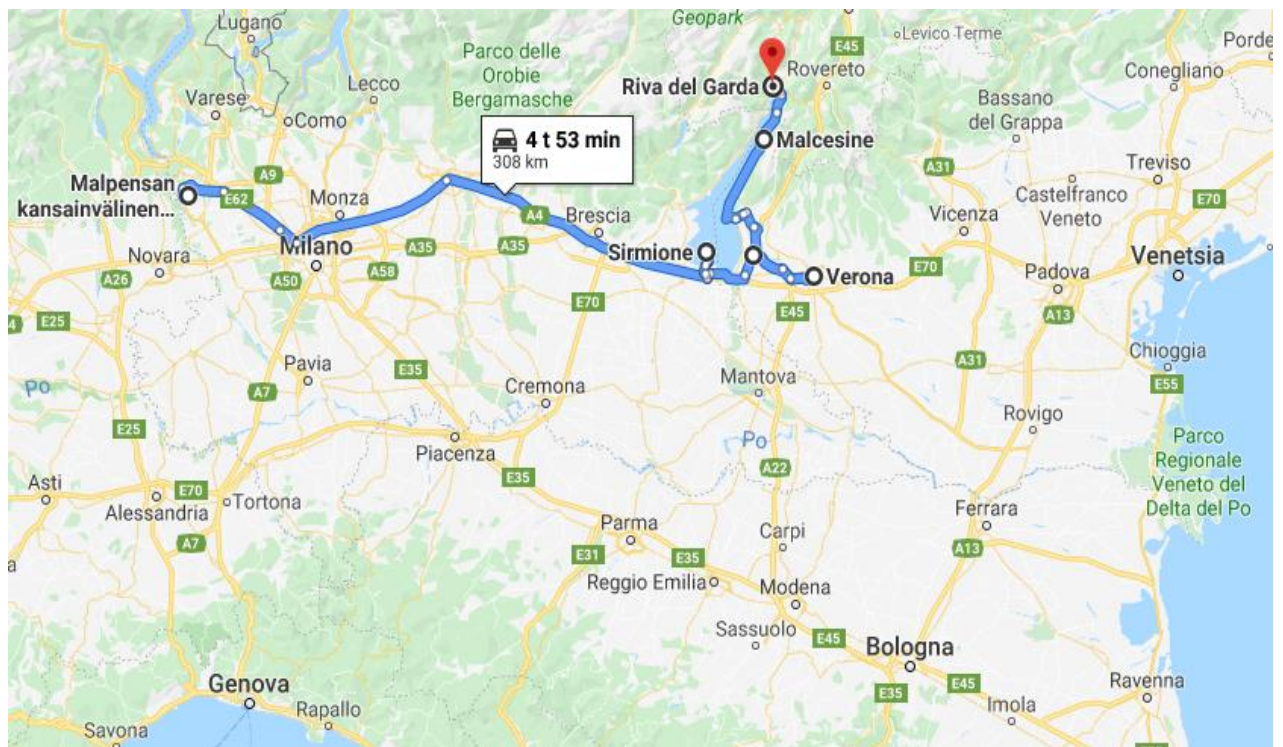 Geopark
Levico Terme
Lugano
E45
Porde
Parco delle
Orobie
Bergamasche
Riva del Garda
Rovereto
Conegliano
Lecco
Varese
Como
Bassano
del Grappa
4 t 53 min
308 km
Malcesine
Treviso
A9
A31
Malpensan
kansainvälinen...
E62
Monza
Castelfranco
Veneto
E70
A4
Brescia
Vicenza
Novara
Milano
A35
A35
Sirmione
Verona
E70
Padova
Venetsia
A26
A50
A58
E70
E45
A13
4
E25
Chioggia
Pavia
E35
Mantova
A31
E55
Po
A7
Cremona
Rovigo
E25
Po
Piacenza
Parco
Regionale
Veneto del
Delta del Po
A22
Asti
E70
E35
Alessandria
Tortona
Ferrara
Parma
Carpi
A7
E31
E35
A13
a
Reggio Emilia
Modena
Sassuolo
E45
Bologna
Genova
E35
E45
Ravenna
Imola
Rapallo
Savona